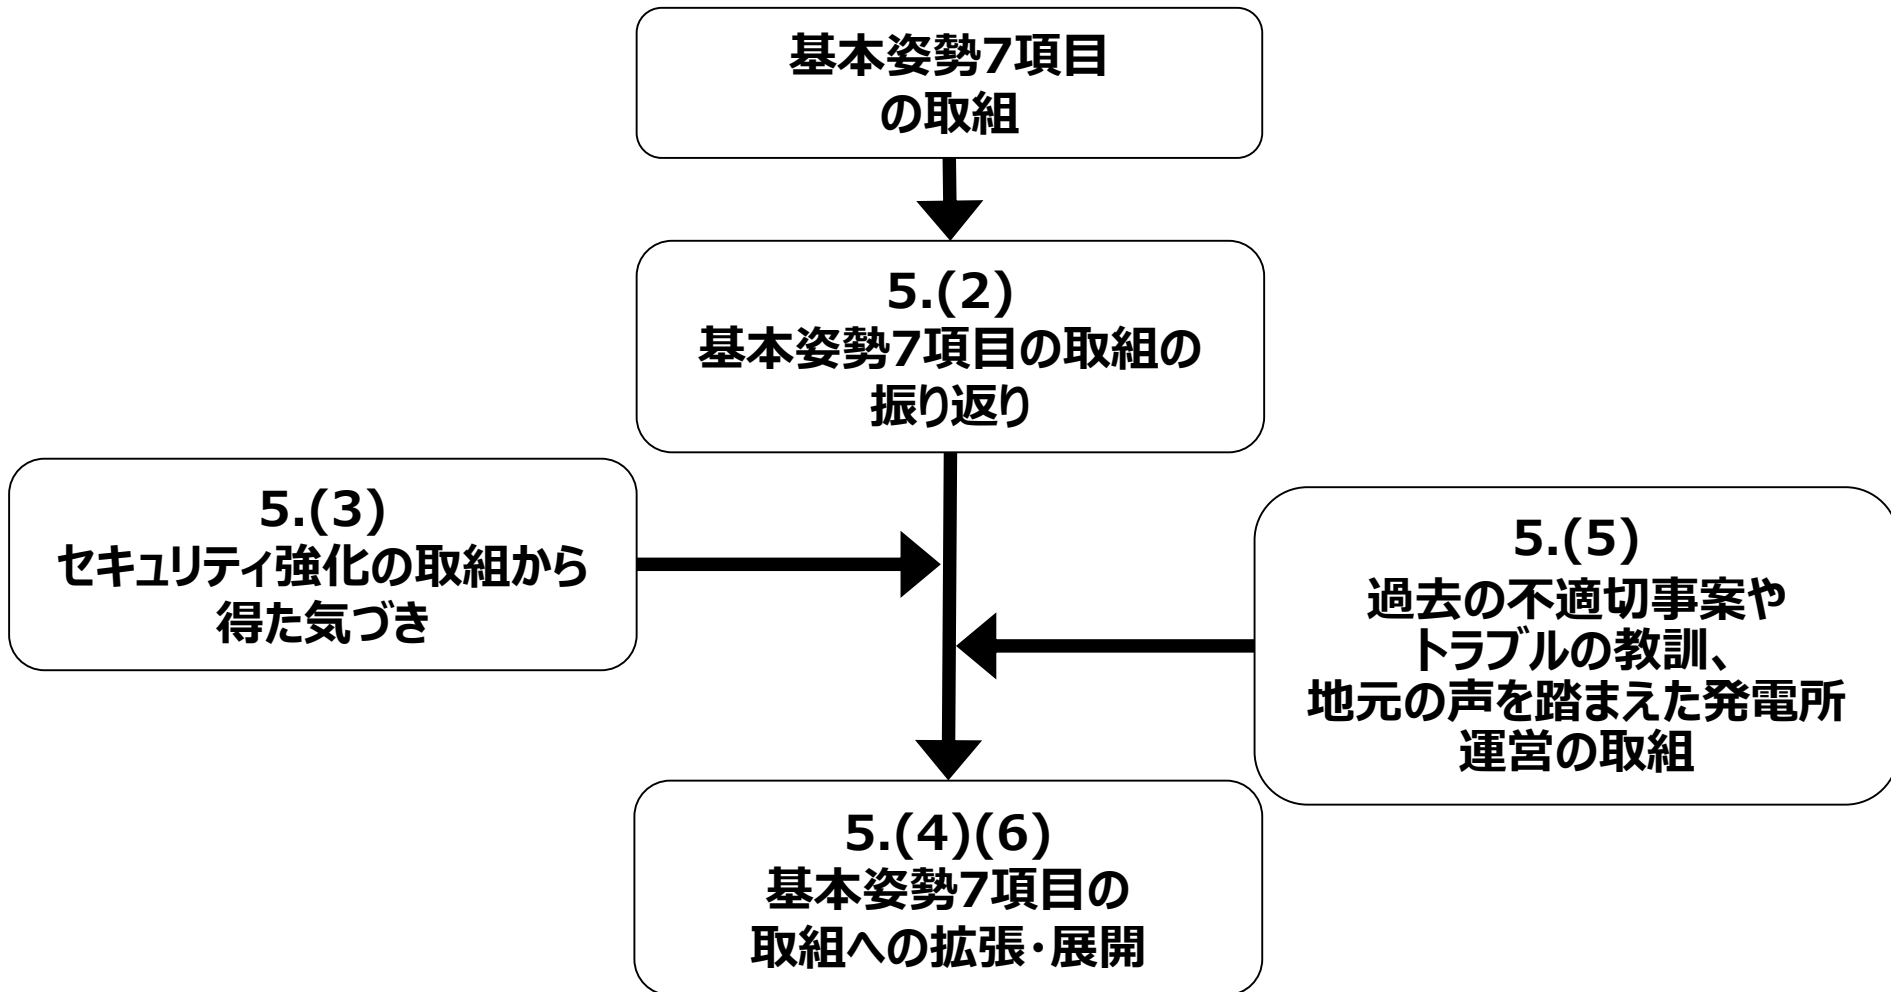 基本姿勢7項目
の取組
5.(2)
基本姿勢7項目の取組の
振り返り
5.(3)
セキュリティ強化の取組から
得た気づき
5.(5)
過去の不適切事案や
トラブルの教訓、
地元の声を踏まえた発電所
運営の取組
5.(4)(6)
基本姿勢7項目の
取組への拡張・展開